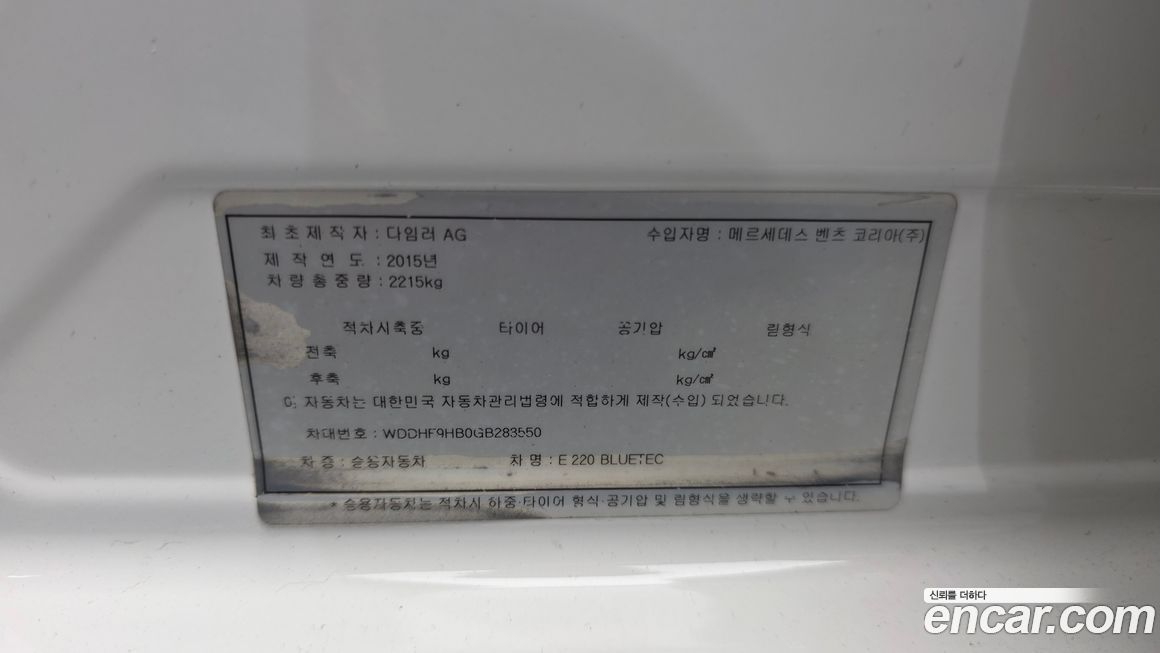 최초제작자 : 다임러 AG 수입자명 : 메르세데스 벤츠 코리아(주)
제작연도 : 2015년
차량총중량 : 2215kg
적차시축중 타이어 공기압 림형식
전축 kg kg/㎠
후축 kg kg/㎠
이 자동차는 대한민국 자동차관리법령에 적합하게 제작(수입) 되었습니다.
차대번호 : WDDHF9HB0GB283550
차종 : 승용자동차 차명 : E 220 BLUETEC
* 승용자동차는 적차시 하중·타이어 형식·공기압 및 림형식을 생략할 수 있습니다.
신뢰를 더하다
encar.com